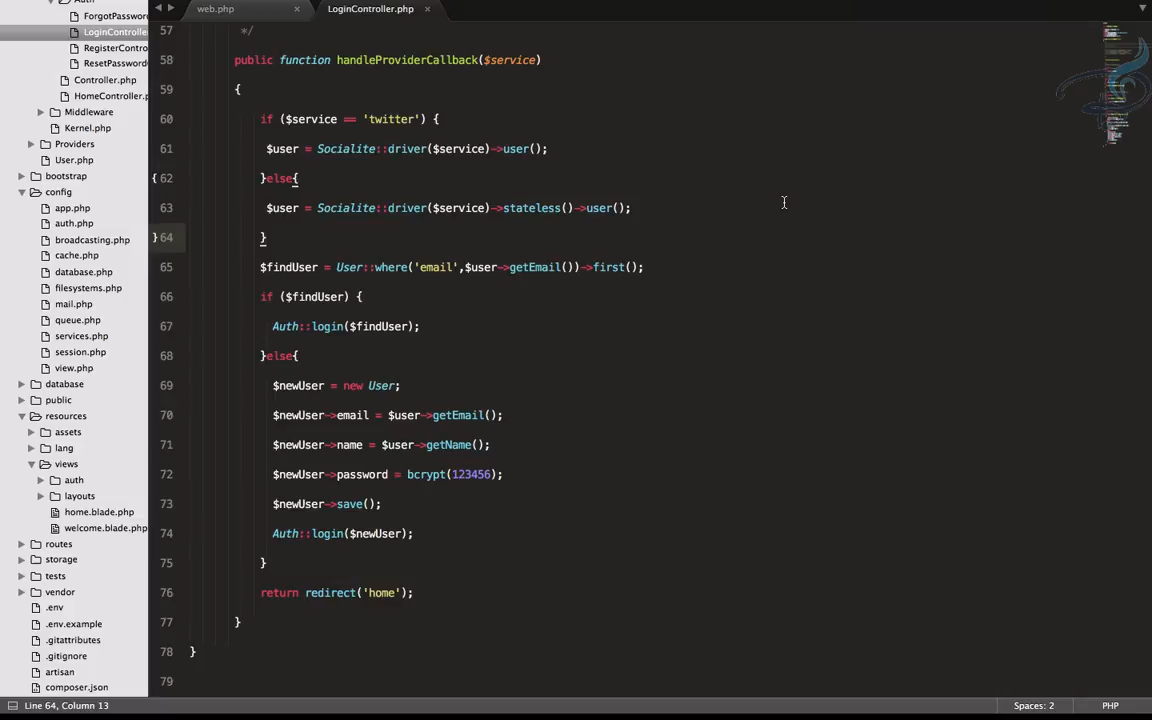 web.php × LoginController.php ×
Auth
ForgotPassword
LoginController
RegisterContro
ResetPassword
Controller.php
HomeController.p
Middleware
Kernel.php
Providers
User.php
bootstrap
config
app.php
auth.php
broadcasting.php
cache.php
database.php
filesystems.php
mail.php
queue.php
services.php
session.php
view.php
database
public
resources
assets
lang
views
auth
layouts
home.blade.php
welcome.blade.php
routes
storage
tests
vendor
.env
.env.example
.gitattributes
.gitignore
artisan
composer.json
57 */
58 public function handleProviderCallback($service)
59 {
60 if ($service == 'twitter') {
61 $user = Socialite::driver($service)->user();
{ 62 }else{
63 $user = Socialite::driver($service)->stateless()->user();
} 64 }
65 $findUser = User::where('email',$user->getEmail())->first();
66 if ($findUser) {
67 Auth::login($findUser);
68 }else{
69 $newUser = new User;
70 $newUser->email = $user->getEmail();
71 $newUser->name = $user->getName();
72 $newUser->password = bcrypt(123456);
73 $newUser->save();
74 Auth::login($newUser);
75 }
76 return redirect('home');
77 }
78 }
79
Line 64, Column 13 Spaces: 2 PHP